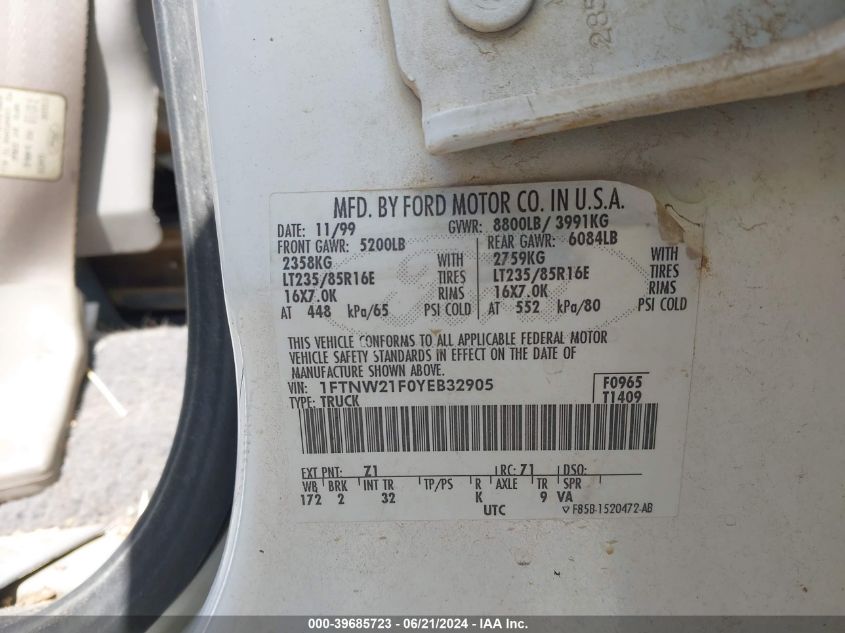 285
MFD. BY FORD MOTOR CO. IN U.S.A.
DATE: 11/99 GVWR: 8800LB/ 3991KG
FRONT GAWR: 5200LB REAR GAWR: 6084LB
2358KG WITH 2759KG WITH
LT235/85R16E TIRES LT235/85R16E TIRES
16X7.0K RIMS 16X7.0K RIMS
AT 448 kPa/65 PSI COLD AT 552 kPa/80 PSI COLD
THIS VEHICLE CONFORMS TO ALL APPLICABLE FEDERAL MOTOR
VEHICLE SAFETY STANDARDS IN EFFECT ON THE DATE OF
MANUFACTURE SHOWN ABOVE.
VIN: 1FTNW21F0YEB32905 F0965
TYPE: TRUCK T1409
EXT PNT: Z1 RC: 71 DSO:
WB BRK INT TR TP/PS R AXLE TR SPR
172 2 32 K 9 VA
UTC ▽ F85B-1520472-AB
000-39685723 - 06/21/2024 - IAA Inc.